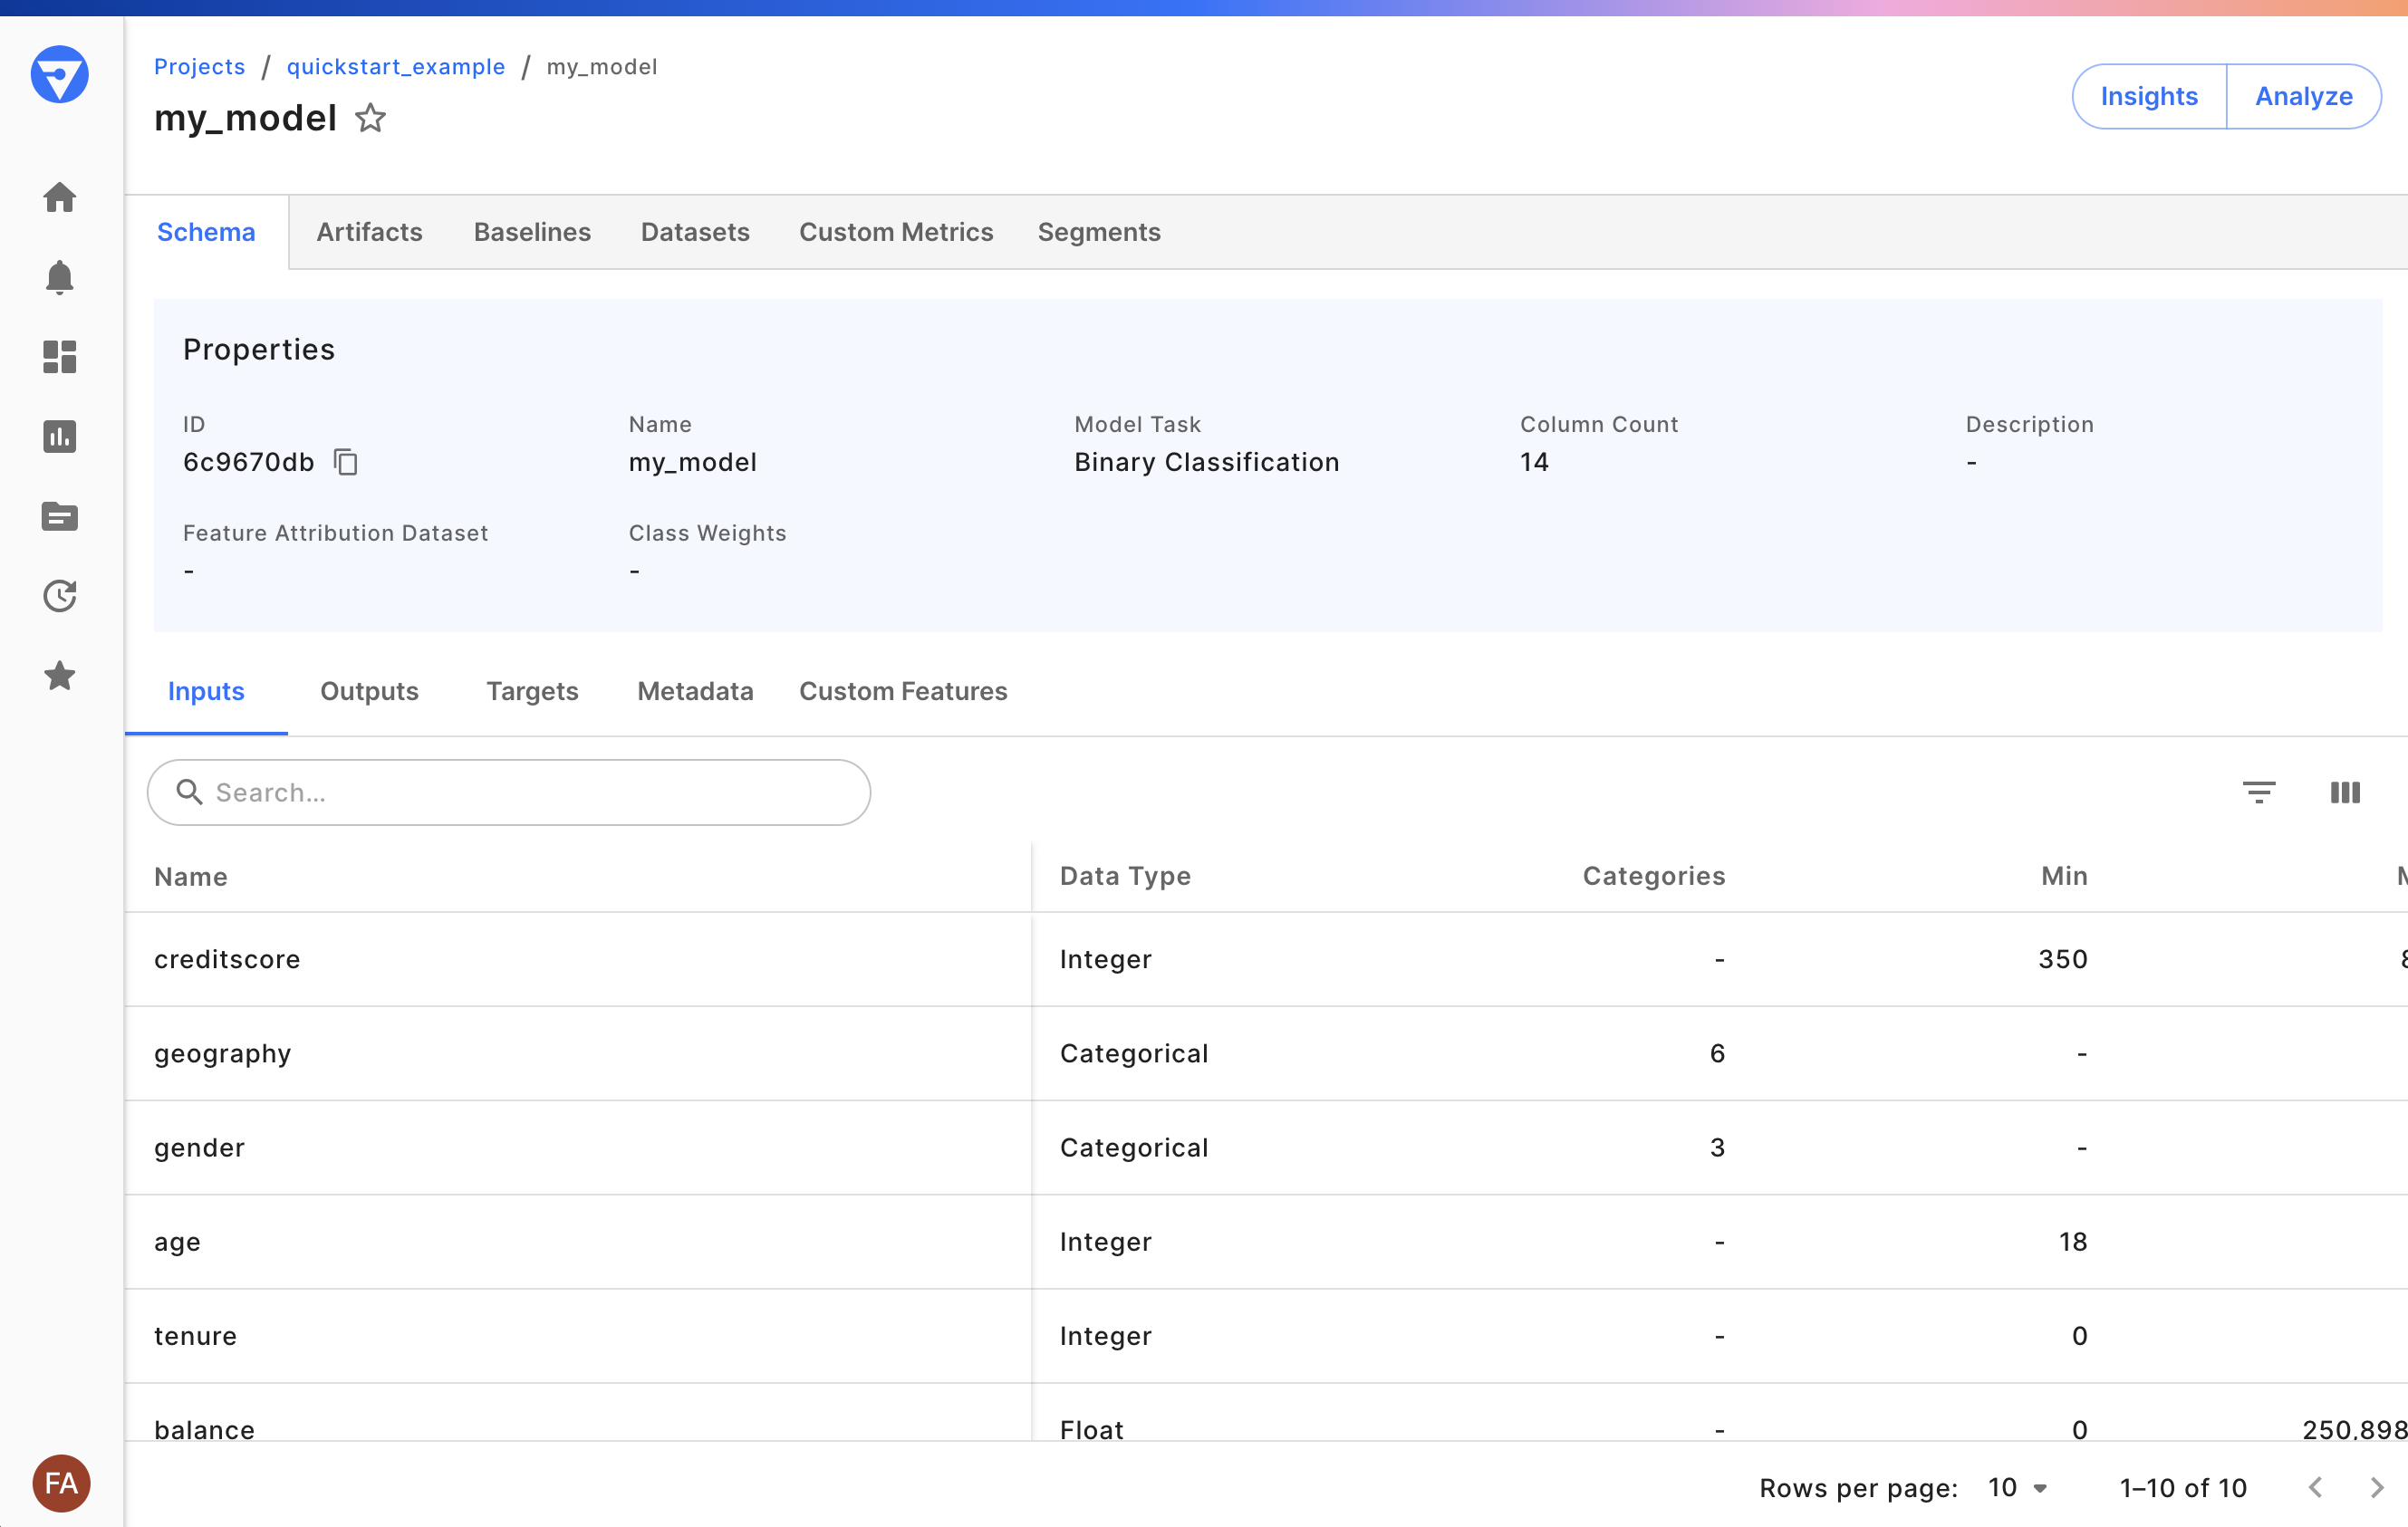 Projects / quickstart_example / my_model
my_model
Insights Analyze
Schema Artifacts Baselines Datasets Custom Metrics Segments
Properties
ID Name Model Task Column Count Description
6c9670db my_model Binary Classification 14 -
Feature Attribution Dataset Class Weights
- -
Inputs Outputs Targets Metadata Custom Features
Search...
Name Data Type Categories Min
creditscore Integer - 350
geography Categorical 6 -
gender Categorical 3 -
age Integer - 18
tenure Integer - 0
balance Float - 0 250,898
FA
Rows per page: 10 1–10 of 10